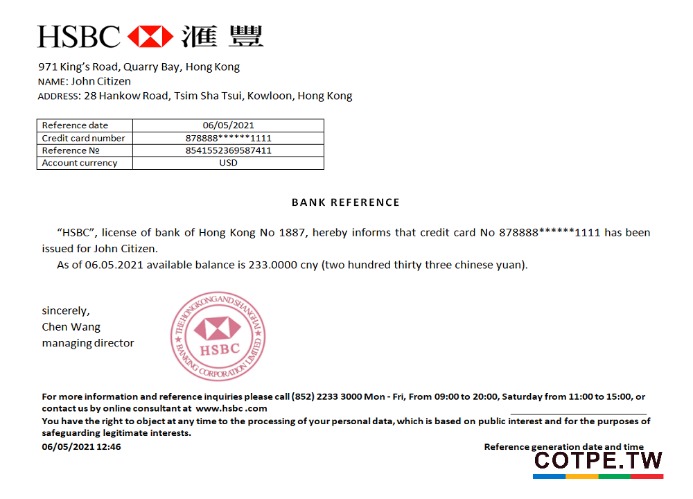 HSBC 滙豐
971 King's Road, Quarry Bay, Hong Kong
NAME: John Citizen
ADDRESS: 28 Hankow Road, Tsim Sha Tsui, Kowloon, Hong Kong
Reference date 06/05/2021
Credit card number 878888******1111
Reference № 8541552369587411
Account currency USD
BANK REFERENCE
“HSBC”, license of bank of Hong Kong No 1887, hereby informs that credit card No 878888******1111 has been
issued for John Citizen.
As of 06.05.2021 available balance is 233.0000 cny (two hundred thirty three chinese yuan).
sincerely,
Chen Wang
managing director
THE HONGKONG AND SHANGHAI
HSBC
BANKING CORPORATION LIMITED
For more information and reference inquiries please call (852) 2233 3000 Mon - Fri, From 09:00 to 20:00, Saturday from 11:00 to 15:00, or
contact us by online consultant at www.hsbc .com
You have the right to object at any time to the processing of your personal data, which is based on public interest and for the purposes of
safeguarding legitimate interests.
06/05/2021 12:46 Reference generation date and time
COTPE.TW